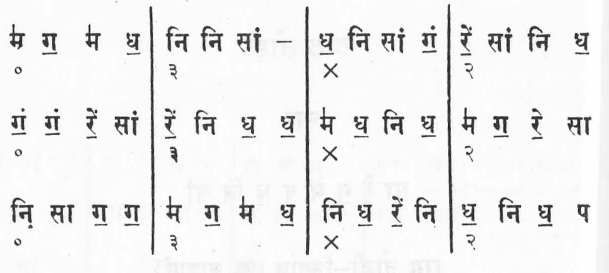 म॑ ग॒ म॑ ध॒ | नि नि सां – | ध॒ नि सां गं॒ | रें॒ सां नि ध॒
० ३ × २
गं॒ गं॒ रें॒ सां | रें॒ नि ध॒ ध॒ | म॑ ध॒ नि ध॒ | म॑ ग॒ रे॒ सा
० ३ × २
नि़ सा ग॒ ग॒ | म॑ ग॒ म॑ ध॒ | नि ध॒ रें॒ नि | ध॒ नि ध॒ प
० ३ × २